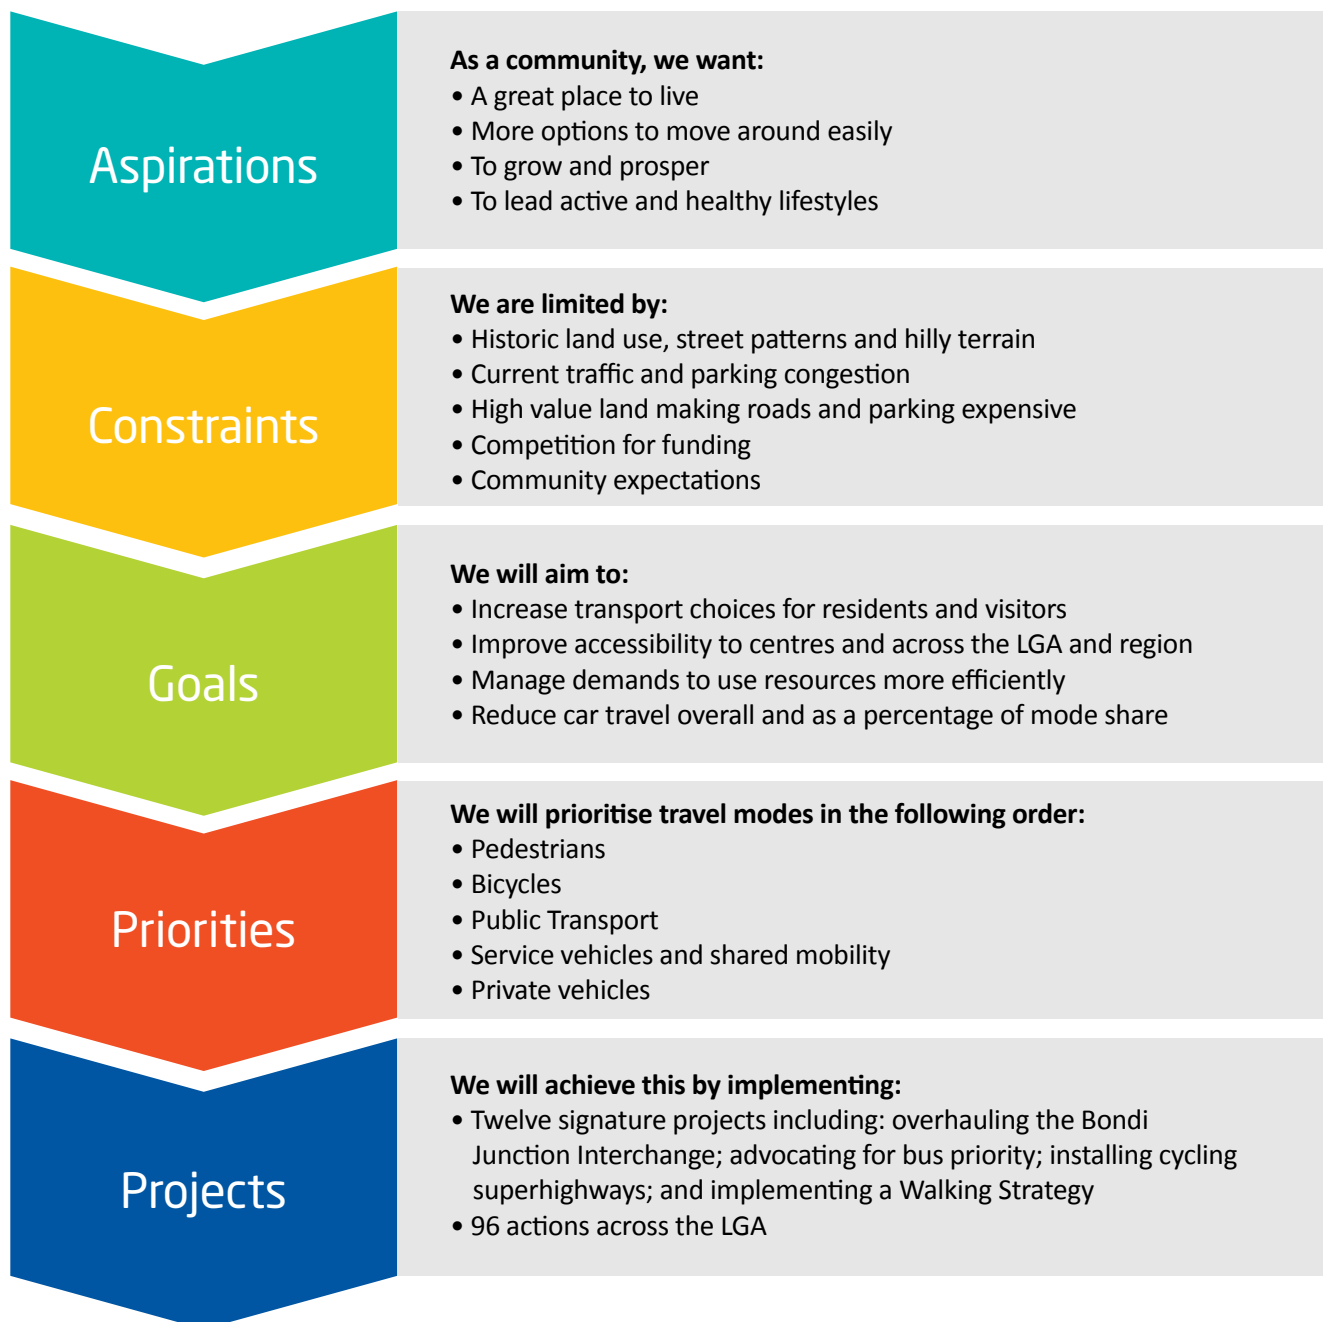 Aspirations
As a community, we want:
• A great place to live
• More options to move around easily
• To grow and prosper
• To lead active and healthy lifestyles
Constraints
We are limited by:
• Historic land use, street patterns and hilly terrain
• Current traffic and parking congestion
• High value land making roads and parking expensive
• Competition for funding
• Community expectations
Goals
We will aim to:
• Increase transport choices for residents and visitors
• Improve accessibility to centres and across the LGA and region
• Manage demands to use resources more efficiently
• Reduce car travel overall and as a percentage of mode share
Priorities
We will prioritise travel modes in the following order:
• Pedestrians
• Bicycles
• Public Transport
• Service vehicles and shared mobility
• Private vehicles
Projects
We will achieve this by implementing:
• Twelve signature projects including: overhauling the Bondi
Junction Interchange; advocating for bus priority; installing cycling
superhighways; and implementing a Walking Strategy
• 96 actions across the LGA